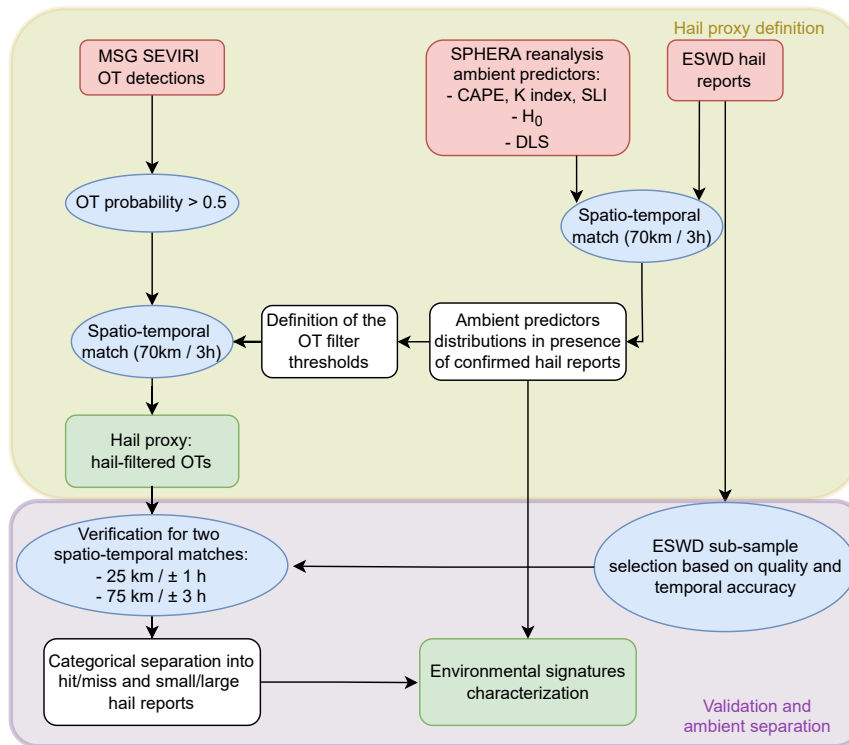 Hail proxy definition
MSG SEVIRI
OT detections
SPHERA reanalysis
ambient predictors:
- CAPE, K index, SLI
- H0
- DLS
ESWD hail
reports
OT probability > 0.5
Spatio-temporal
match (70km / 3h)
Spatio-temporal
match (70km / 3h)
Definition of the
OT filter
thresholds
Ambient predictors
distributions in presence
of confirmed hail reports
Hail proxy:
hail-filtered OTs
Verification for two
spatio-temporal matches:
- 25 km / ± 1 h
- 75 km / ± 3 h
ESWD sub-sample
selection based on quality and
temporal accuracy
Categorical separation into
hit/miss and small/large
hail reports
Environmental signatures
characterization
Validation and
ambient separation